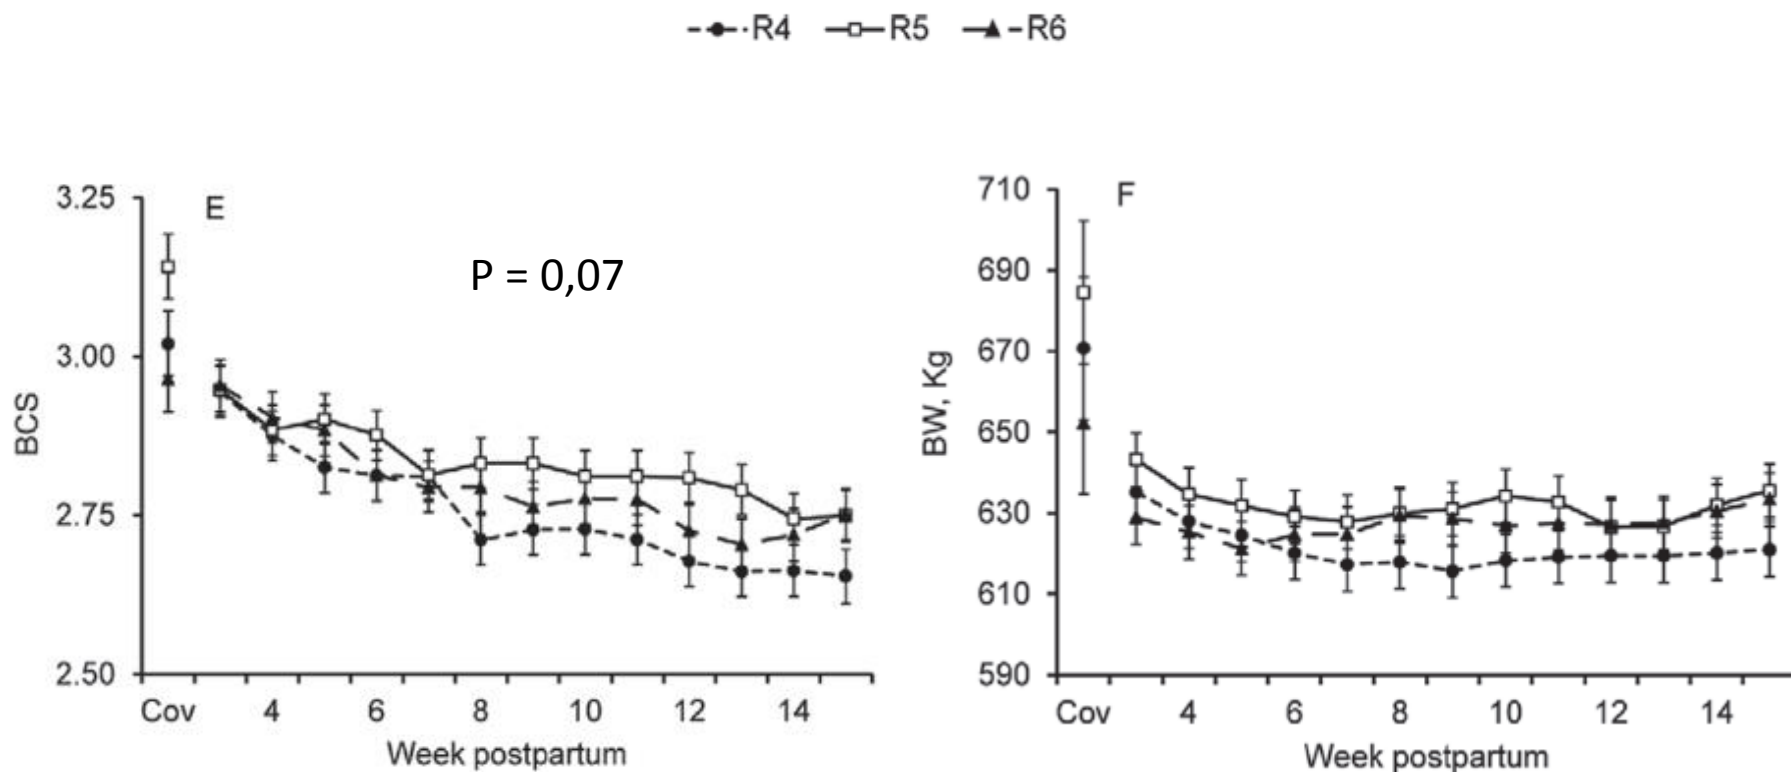 R4 R5 R6
E
P = 0,07
3.25
3.00
2.75
2.50
BCS
Cov 4 6 8 10 12 14
Week postpartum
F
710
690
670
650
630
610
590
BW, Kg
Cov 4 6 8 10 12 14
Week postpartum